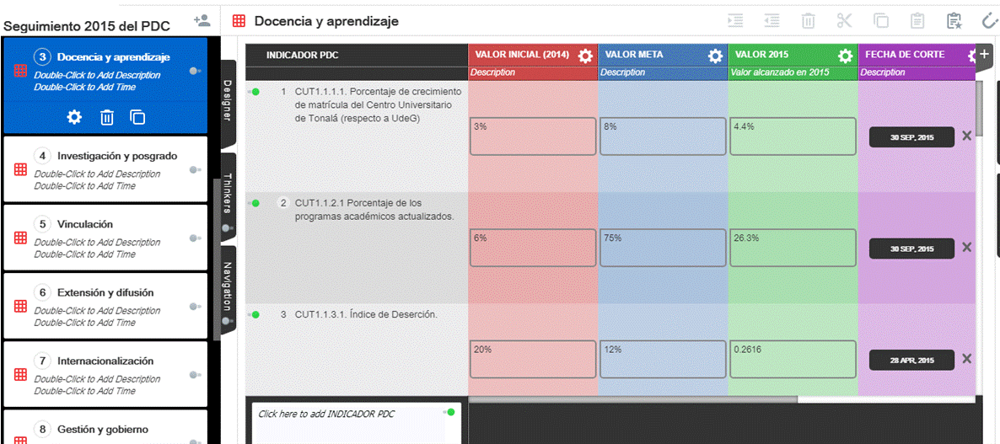 Seguimiento 2015 del PDC
Docencia y aprendizaje
3 Docencia y aprendizaje
Double-Click to Add Description
Double-Click to Add Time
4 Investigación y posgrado
Double-Click to Add Description
Double-Click to Add Time
5 Vinculación
Double-Click to Add Description
Double-Click to Add Time
6 Extensión y difusión
Double-Click to Add Description
Double-Click to Add Time
7 Internacionalización
Double-Click to Add Description
Double-Click to Add Time
8 Gestión y gobierno
Designer
Thinkers
Navigation
INDICADOR PDC
VALOR INICIAL (2014)
Description
VALOR META
Description
VALOR 2015
Valor alcanzado en 2015
FECHA DE CORTE
Description
1 CUT1.1.1.1. Porcentaje de crecimiento
de matrícula del Centro Universitario
de Tonalá (respecto a UdeG)
3%
8%
4.4%
30 SEP, 2015
2 CUT1.1.2.1 Porcentaje de los
programas académicos actualizados.
6%
75%
26.3%
30 SEP, 2015
3 CUT1.1.3.1. Índice de Deserción.
20%
12%
0.2616
28 APR, 2015
Click here to add INDICADOR PDC